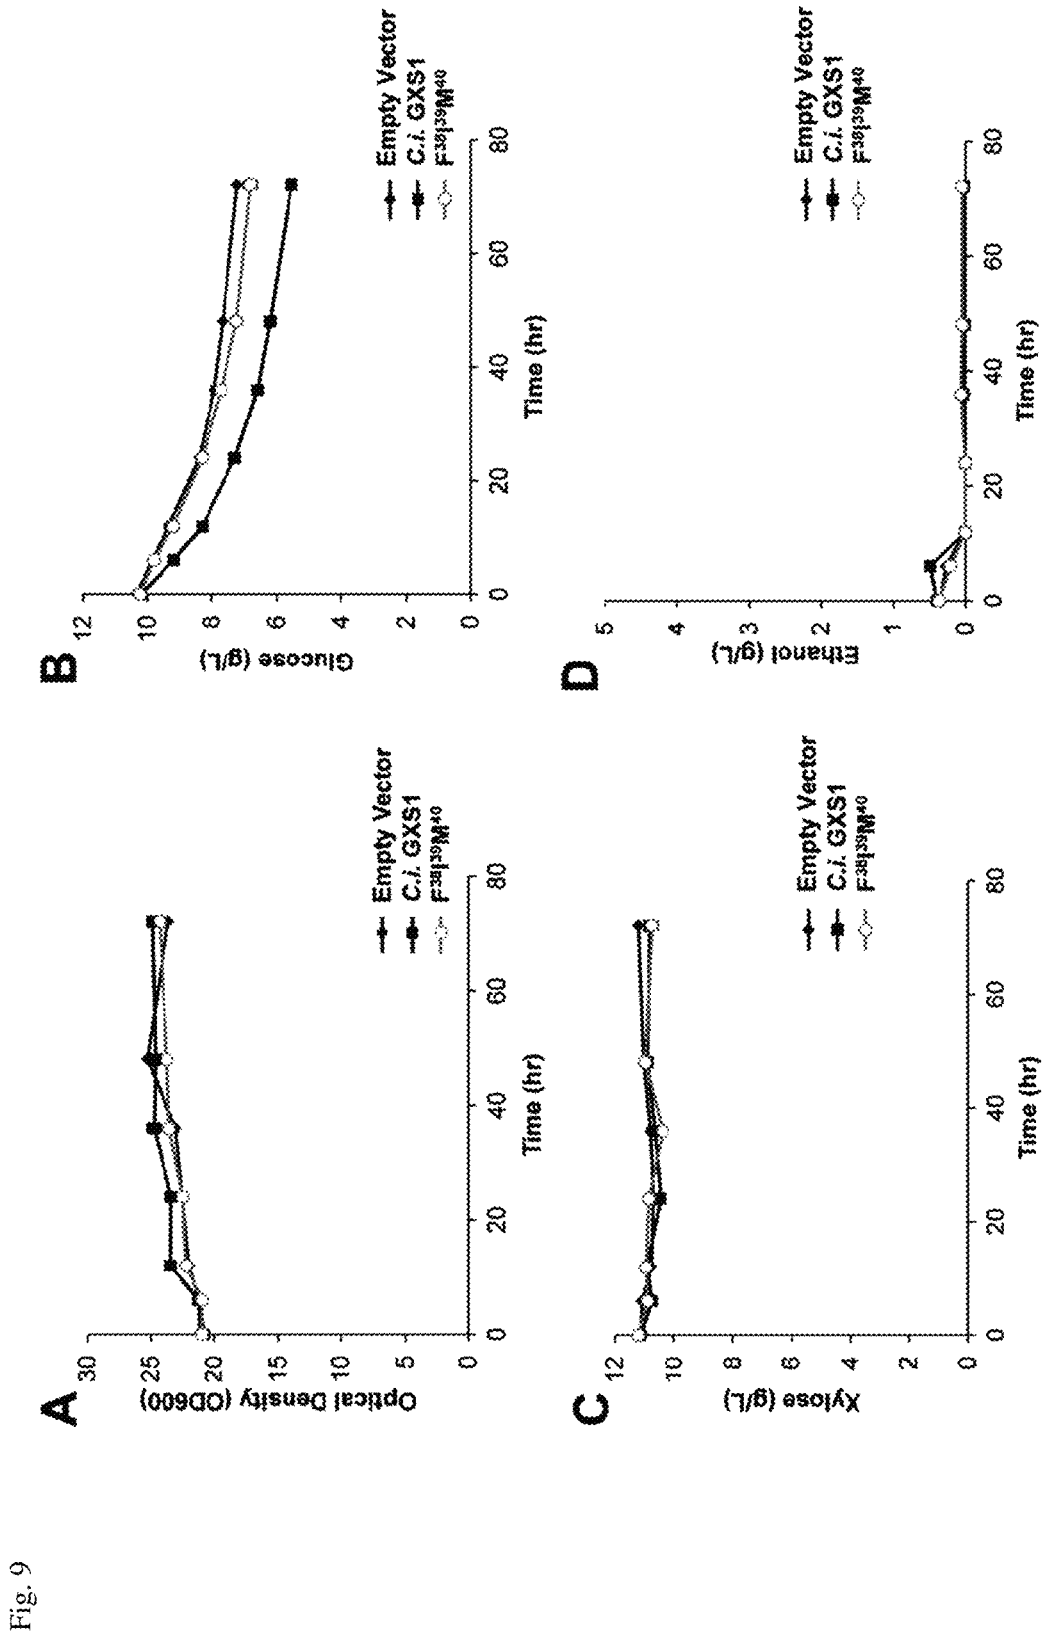 Fig. 9
A
Optical Density (OD600)
30
25
20
15
10
5
0
0
20
40
60
80
Time (hr)
Empty Vector
C.i. GXS1
F³⁸I³⁹M⁴⁰
B
Glucose (g/L)
12
10
8
6
4
2
0
0
20
40
60
80
Time (hr)
Empty Vector
C.i. GXS1
F³⁸I³⁹M⁴⁰
C
Xylose (g/L)
12
10
8
6
4
2
0
0
20
40
60
80
Time (hr)
Empty Vector
C.i. GXS1
F³⁸I³⁹M⁴⁰
D
Ethanol (g/L)
5
4
3
2
1
0
0
20
40
60
80
Time (hr)
Empty Vector
C.i. GXS1
F³⁸I³⁹M⁴⁰